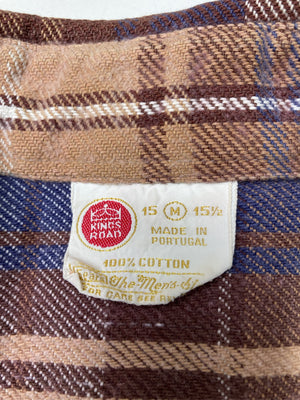 KINGS
ROAD
15 M 15½
MADE IN
PORTUGAL
100% COTTON
The Men's
FOR CARE SEE